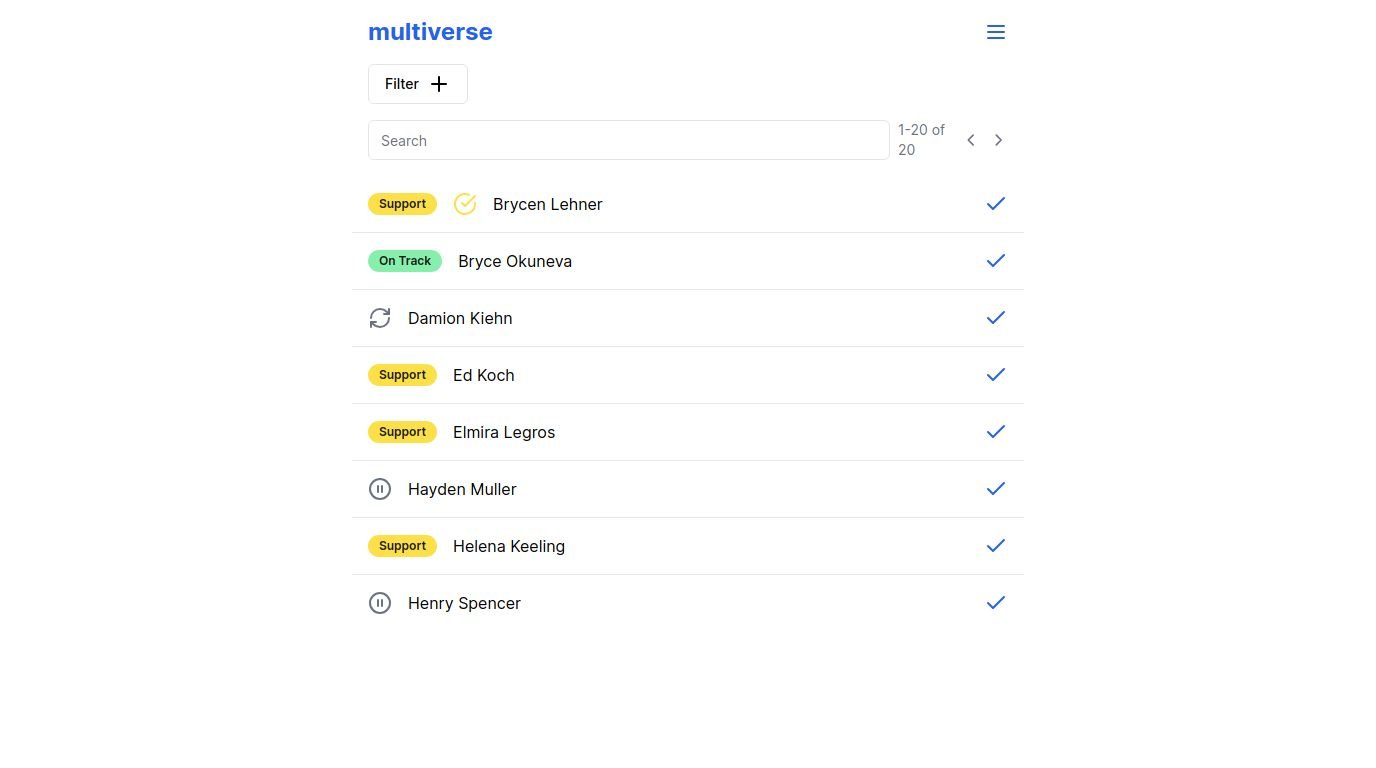 multiverse
Filter
Search
1-20 of
20
Support Brycen Lehner
On Track Bryce Okuneva
Damion Kiehn
Support Ed Koch
Support Elmira Legros
Hayden Muller
Support Helena Keeling
Henry Spencer